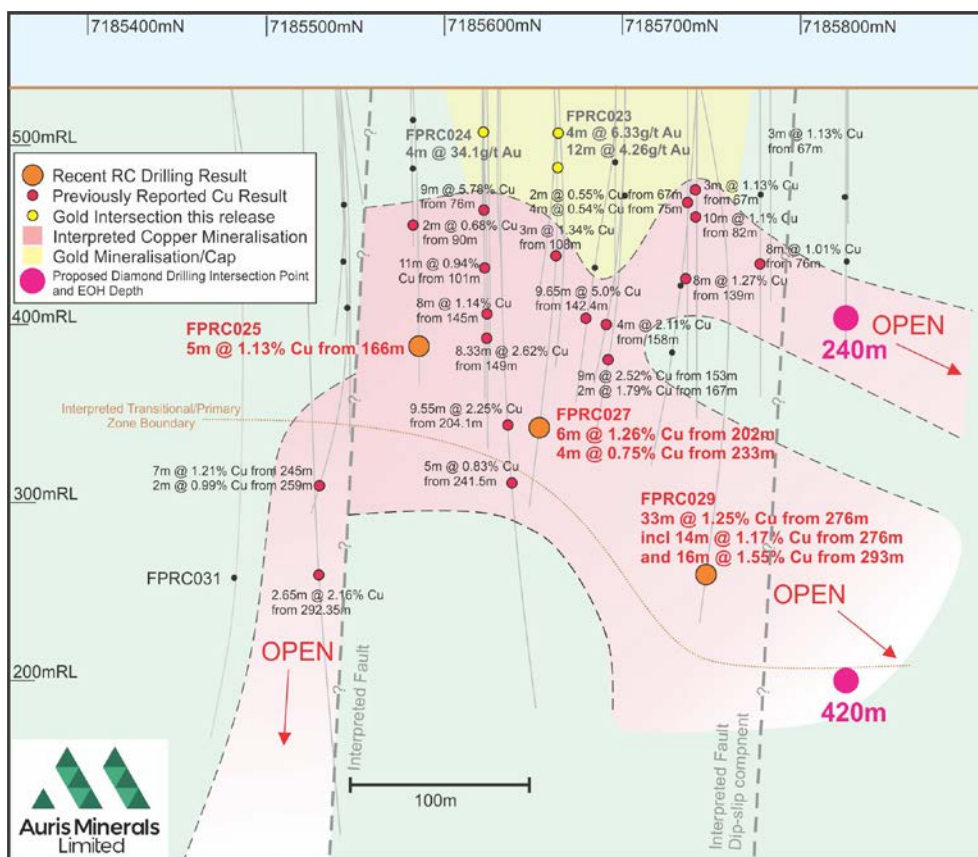 7185400mN
7185500mN
7185600mN
7185700mN
7185800mN
500mRL
400mRL
300mRL
200mRL
Recent RC Drilling Result
Previously Reported Cu Result
Gold Intersection this release
Interpreted Copper Mineralisation
Gold Mineralisation/Cap
Proposed Diamond Drilling Intersection Point
and EOH Depth
FPRC024
4m @ 34.1g/t Au
FPRC023
4m @ 6.33g/t Au
12m @ 4.26g/t Au
3m @ 1.13% Cu
from 67m
9m @ 5.78% Cu
from 76m
2m @ 0.55% Cu from 67m
4m @ 0.54% Cu from 75m
3m @ 1.13% Cu
from 67m
2m @ 0.68% Cu
from 90m
3m @ 1.34% Cu
from 108m
10m @ 1.1% Cu
from 82m
11m @ 0.94%
Cu from 101m
8m @ 1.01% Cu
from 76m
8m @ 1.27% Cu
from 139m
9.65m @ 5.0% Cu
from 142.4m
8m @ 1.14% Cu
from 145m
4m @ 2.11% Cu
from 158m
FPRC025
5m @ 1.13% Cu from 166m
8.33m @ 2.62% Cu
from 149m
9m @ 2.52% Cu from 153m
2m @ 1.79% Cu from 167m
240m
OPEN
Interpreted Transitional/Primary
Zone Boundary
9.55m @ 2.25% Cu
from 204.1m
FPRC027
6m @ 1.26% Cu from 202m
4m @ 0.75% Cu from 233m
7m @ 1.21% Cu from 245m
2m @ 0.99% Cu from 259m
5m @ 0.83% Cu
from 241.5m
FPRC029
33m @ 1.25% Cu from 276m
incl 14m @ 1.17% Cu from 276m
and 16m @ 1.55% Cu from 293m
FPRC031
2.65m @ 2.16% Cu
from 292.35m
OPEN
OPEN
420m
Interpreted Fault
Interpreted Fault
Dip-slip compnent
?
?
?
?
?
?
?
100m
Auris Minerals
Limited